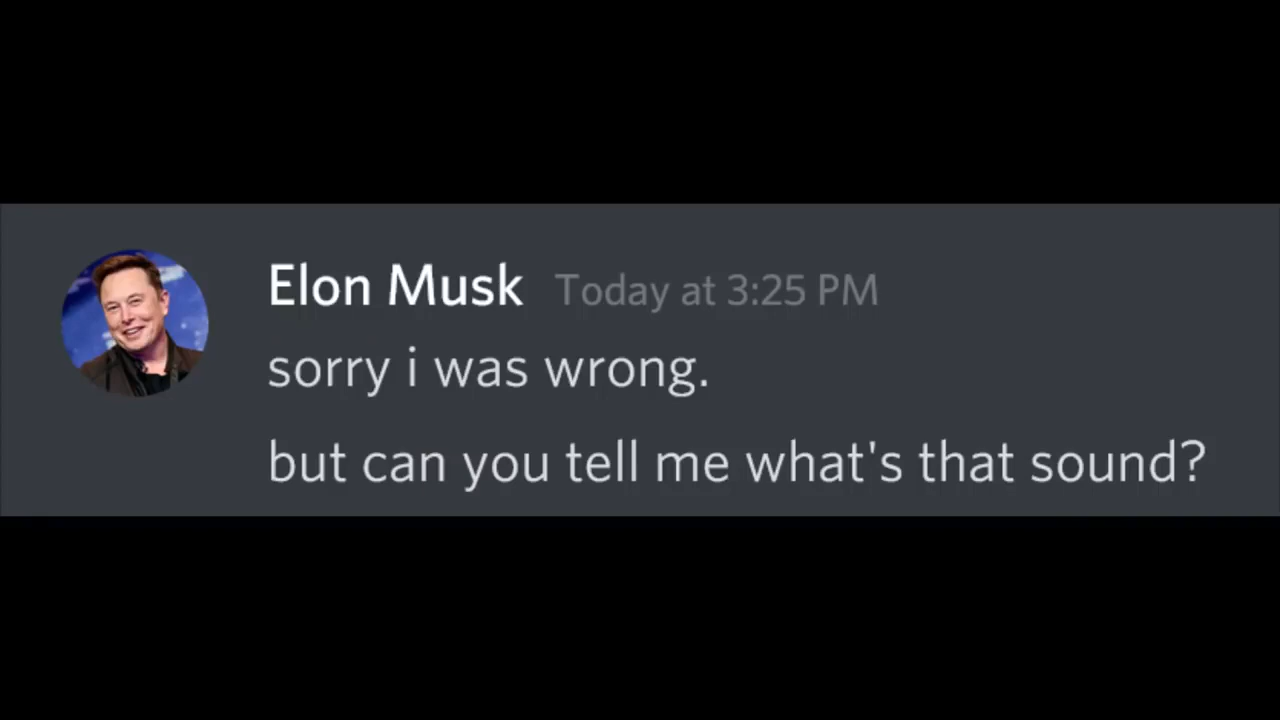 Elon Musk Today at 3:25 PM
sorry i was wrong.
but can you tell me what's that sound?